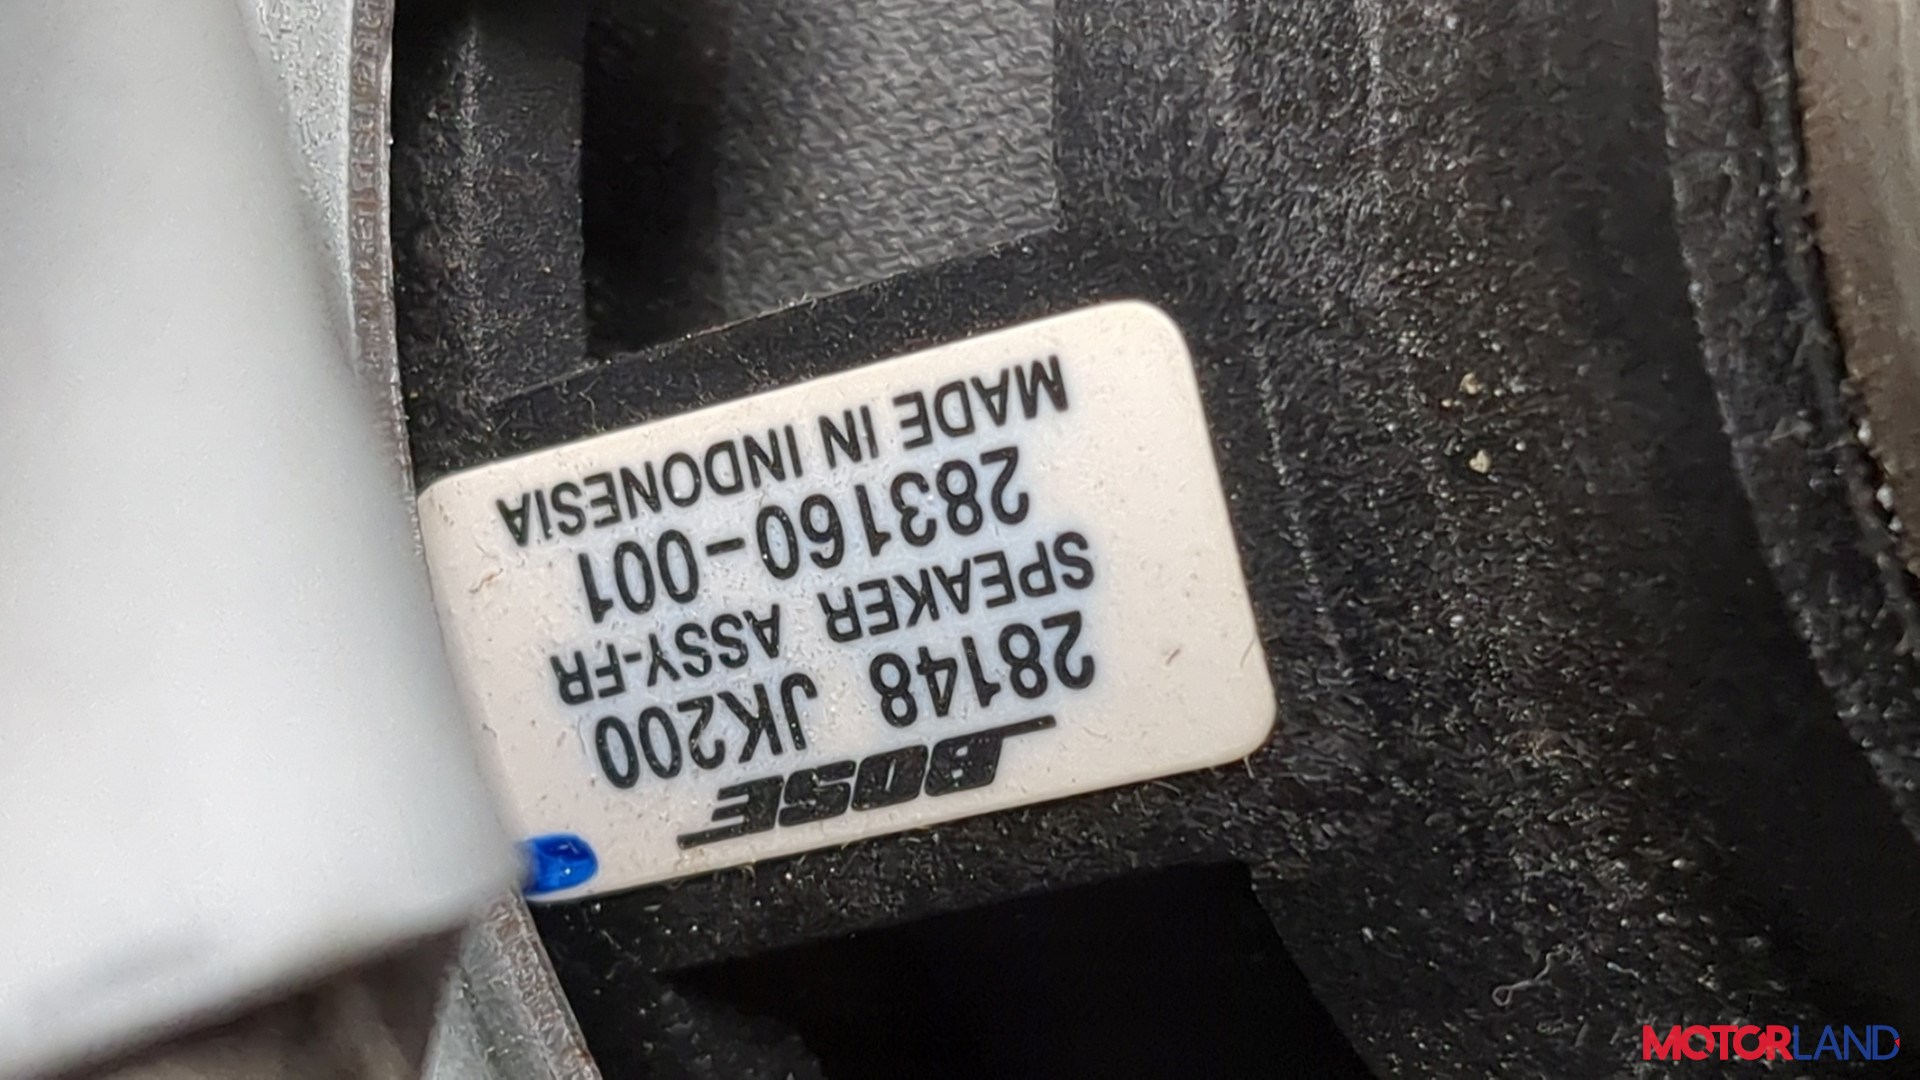 BOSE
28148 JK200
SPEAKER ASSY-FR
283160-001
MADE IN INDONESIA
MOTORLAND